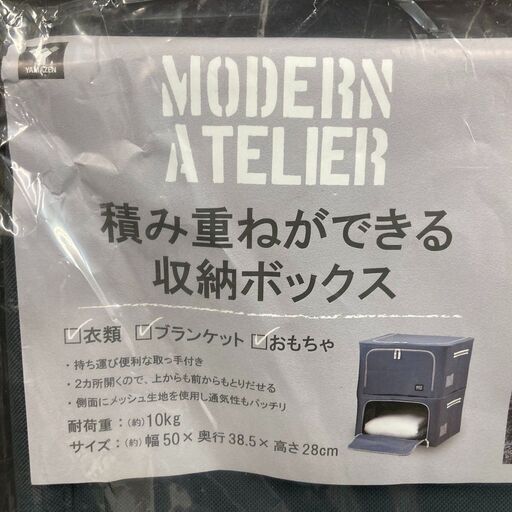 YAMAZEN
MODERN
ATELIER
積み重ねができる
収納ボックス
☑衣類 ☑ブランケット ☑おもちゃ
・持ち運び便利な取っ手付き
・2カ所開くので、上からも前からもとりだせる
・側面にメッシュ生地を使用し通気性もバッチリ
耐荷重：(約)10kg
サイズ：(約)幅50×奥行38.5×高さ28cm